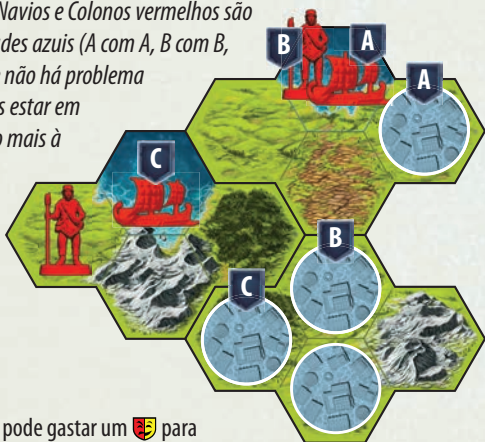 Navios e Colonos vermelhos são
des azuis (A com A, B com B,
não há problema
s estar em
o mais à
B A
A
C
B
C
pode gastar um para